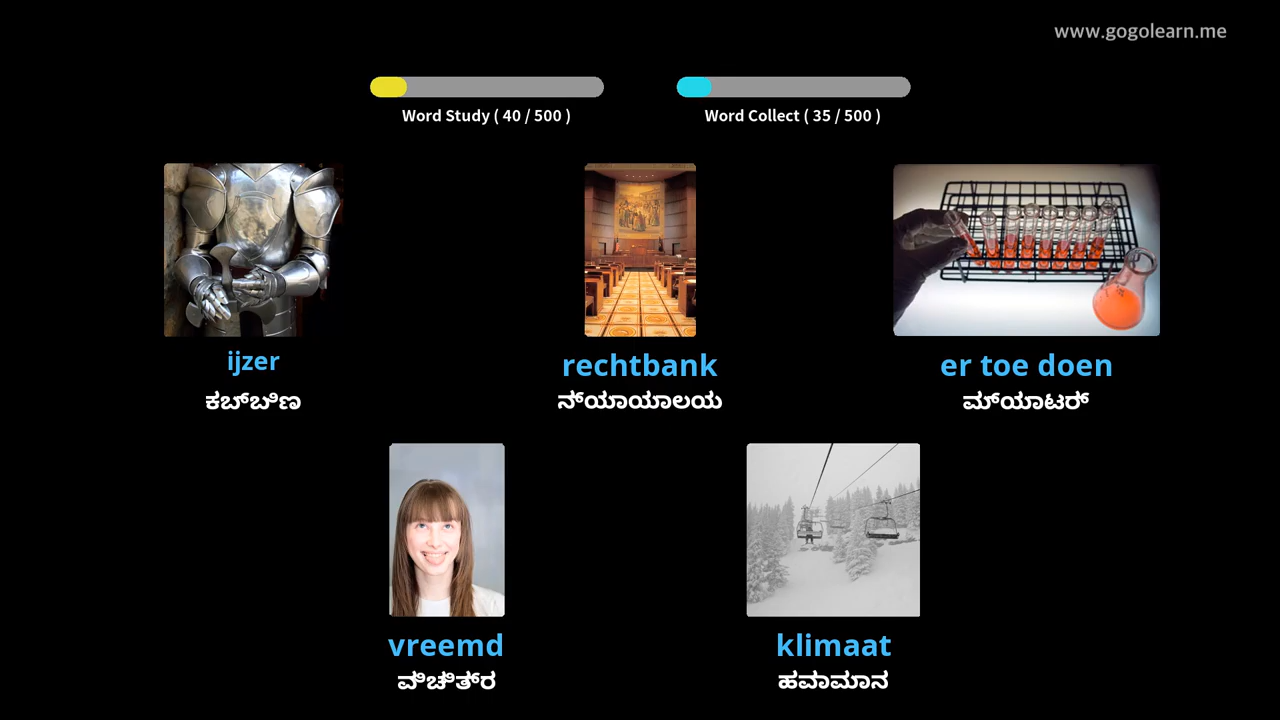 www.gogolearn.me
Word Study ( 40 / 500 )
Word Collect ( 35 / 500 )
ijzer
ಕಬ್ಬಿಣ
rechtbank
ನ್ಯಾಯಾಲಯ
er toe doen
ಮ್ಯಾಟರ್
vreemd
ವಿಚಿತ್ರ
klimaat
ಹವಾಮಾನ